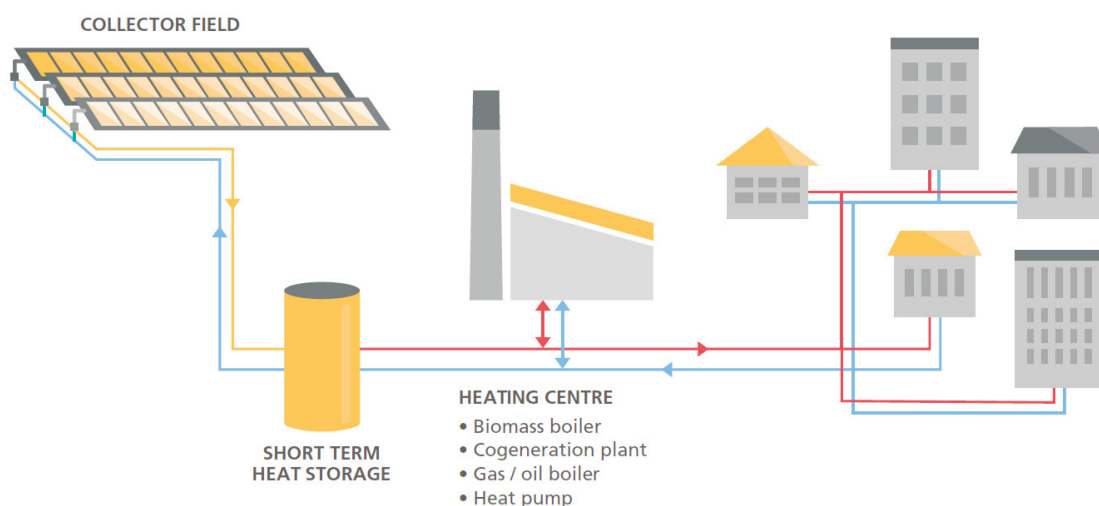 COLLECTOR FIELD
SHORT TERM
HEAT STORAGE
HEATING CENTRE
• Biomass boiler
• Cogeneration plant
• Gas / oil boiler
• Heat pump